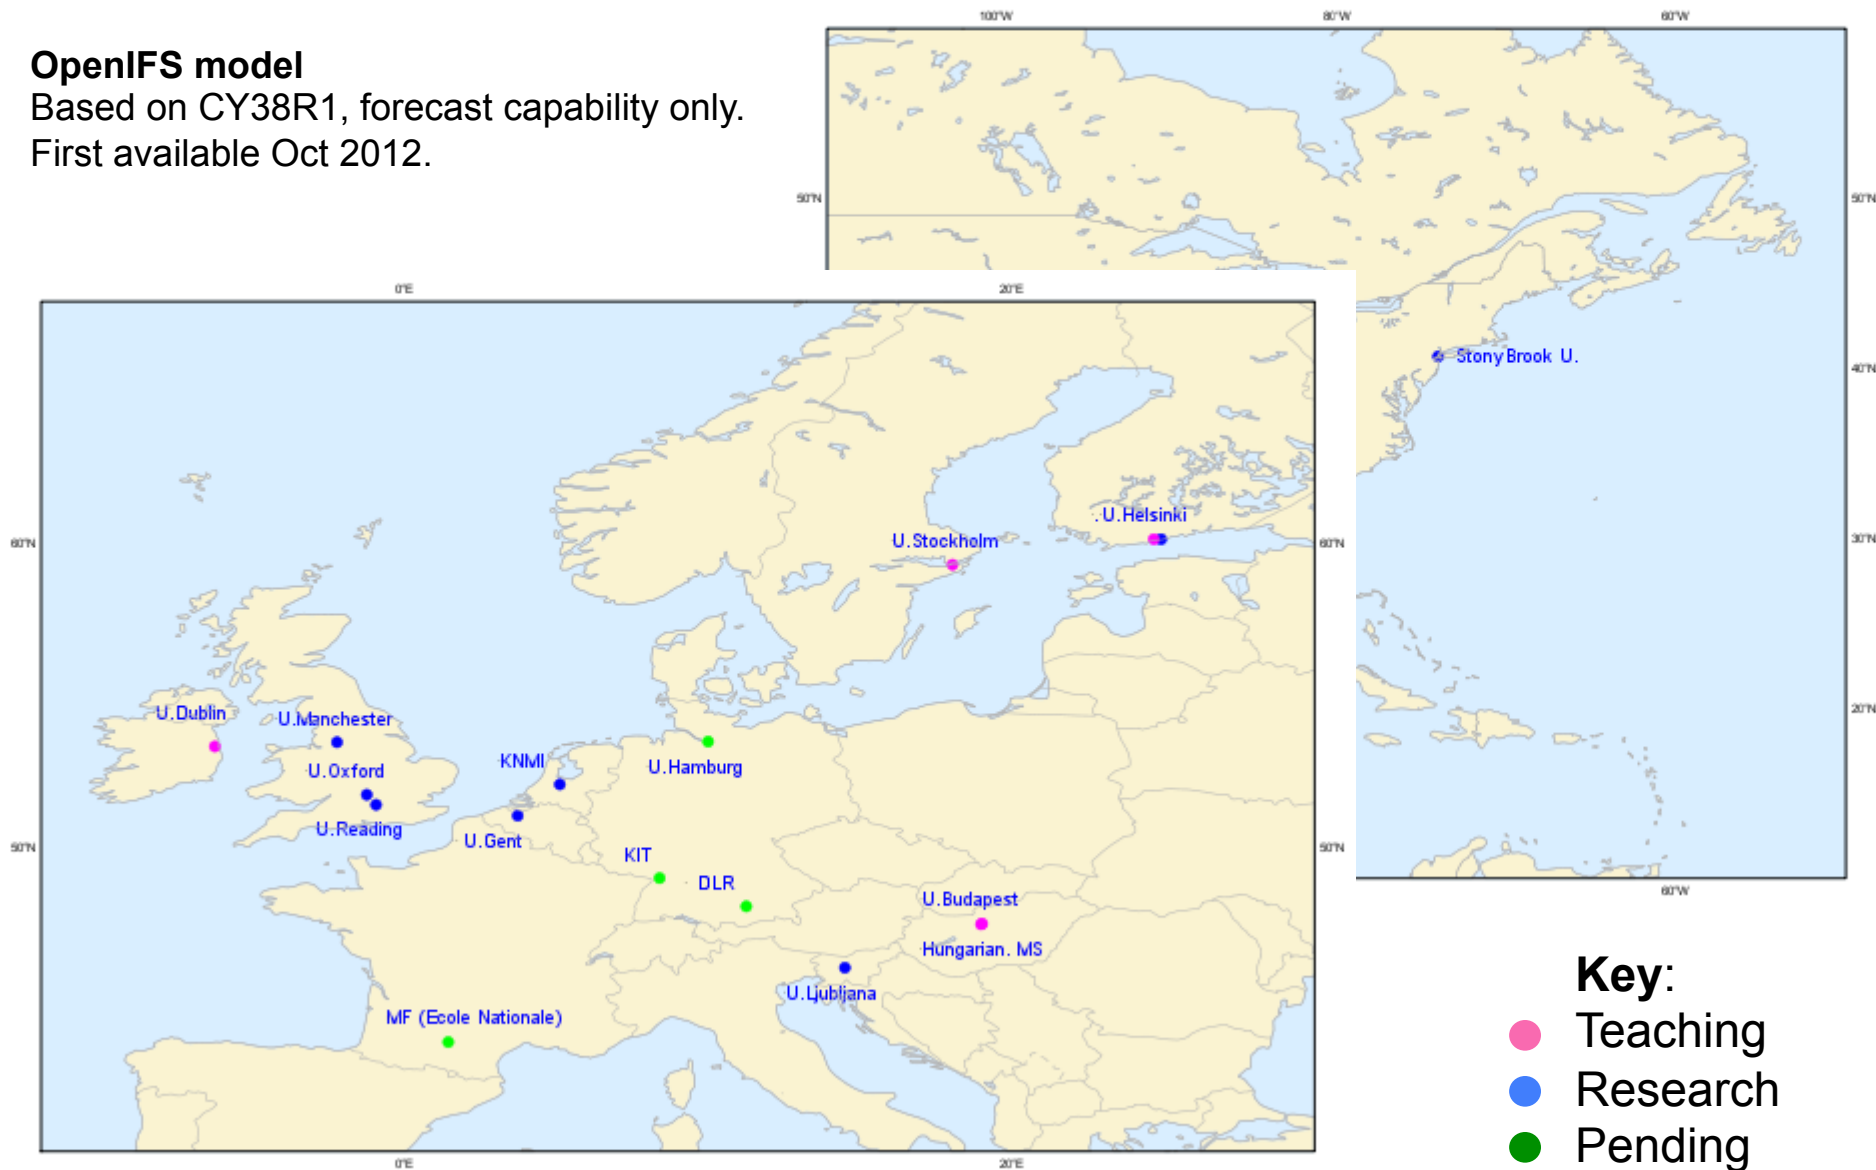 OpenIFS model
Based on CY38R1, forecast capability only.
First available Oct 2012.
100°W 80°W 60°W
50°N 50°N
40°N
30°N
20°N
60°W
Stony Brook U.
0°E 20°E
60°N 60°N
50°N 50°N
0°E 20°E
. U.Helsinki
U.Stockholm
U.Dublin
U.Manchester
U.Oxford
U.Reading
KNMI
U.Gent
U.Hamburg
KIT
DLR
U.Budapest
Hungarian. MS
U.Ljubljana
MF (Ecole Nationale)
Key:
Teaching
Research
Pending